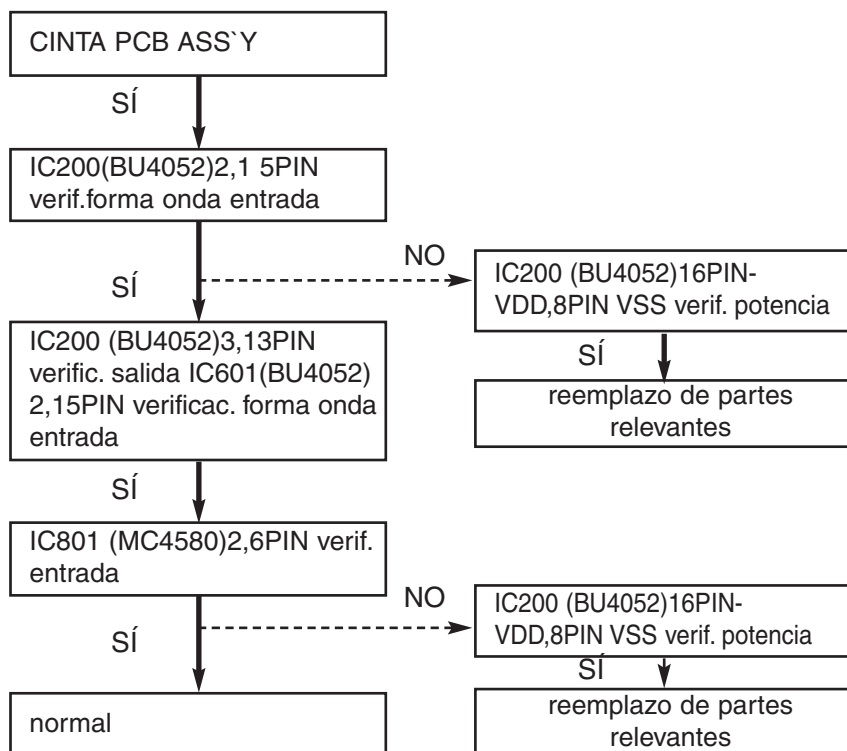 CINTA PCB ASS`Y
SÍ
IC200(BU4052)2,1 5PIN
verif.forma onda entrada
NO
SÍ
IC200 (BU4052)16PIN-
VDD,8PIN VSS verif. potencia
SÍ
reemplazo de partes
relevantes
IC200 (BU4052)3,13PIN
verific. salida IC601(BU4052)
2,15PIN verificac. forma onda
entrada
SÍ
IC801 (MC4580)2,6PIN verif.
entrada
NO
SÍ
IC200 (BU4052)16PIN-
VDD,8PIN VSS verif. potencia
SÍ
reemplazo de partes
relevantes
normal